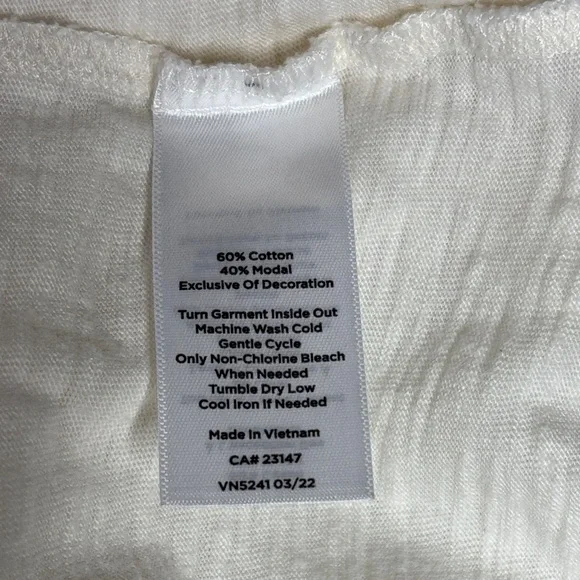 60% Cotton
40% Modal
Exclusive Of Decoration
Turn Garment Inside Out
Machine Wash Cold
Gentle Cycle
Only Non-Chlorine Bleach
When Needed
Tumble Dry Low
Cool Iron If Needed
Made In Vietnam
CA# 23147
VN5241 03/22